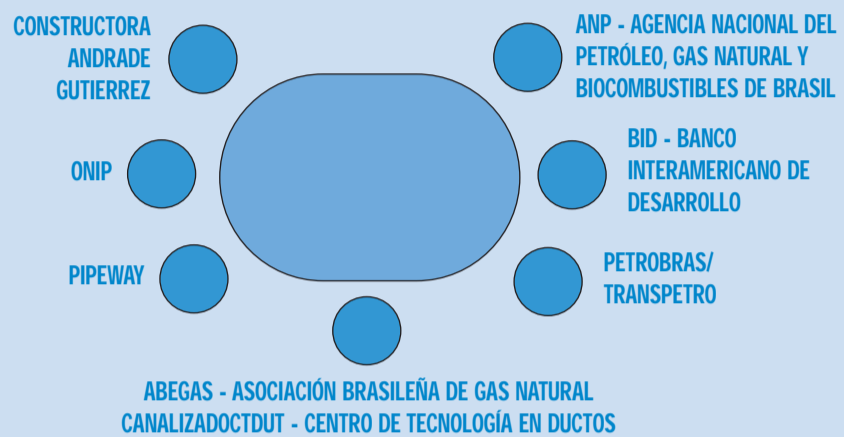 CONSTRUCTORA
ANDRADE
GUTIERREZ
ANP - AGENCIA NACIONAL DEL
PETRÓLEO, GAS NATURAL Y
BIOCOMBUSTIBLES DE BRASIL
ONIP
BID - BANCO
INTERAMERICANO DE
DESARROLLO
PIPEWAY
PETROBRAS/
TRANSPETRO
ABEGAS - ASOCIACIÓN BRASILEÑA DE GAS NATURAL
CANALIZADOCTDUT - CENTRO DE TECNOLOGÍA EN DUCTOS